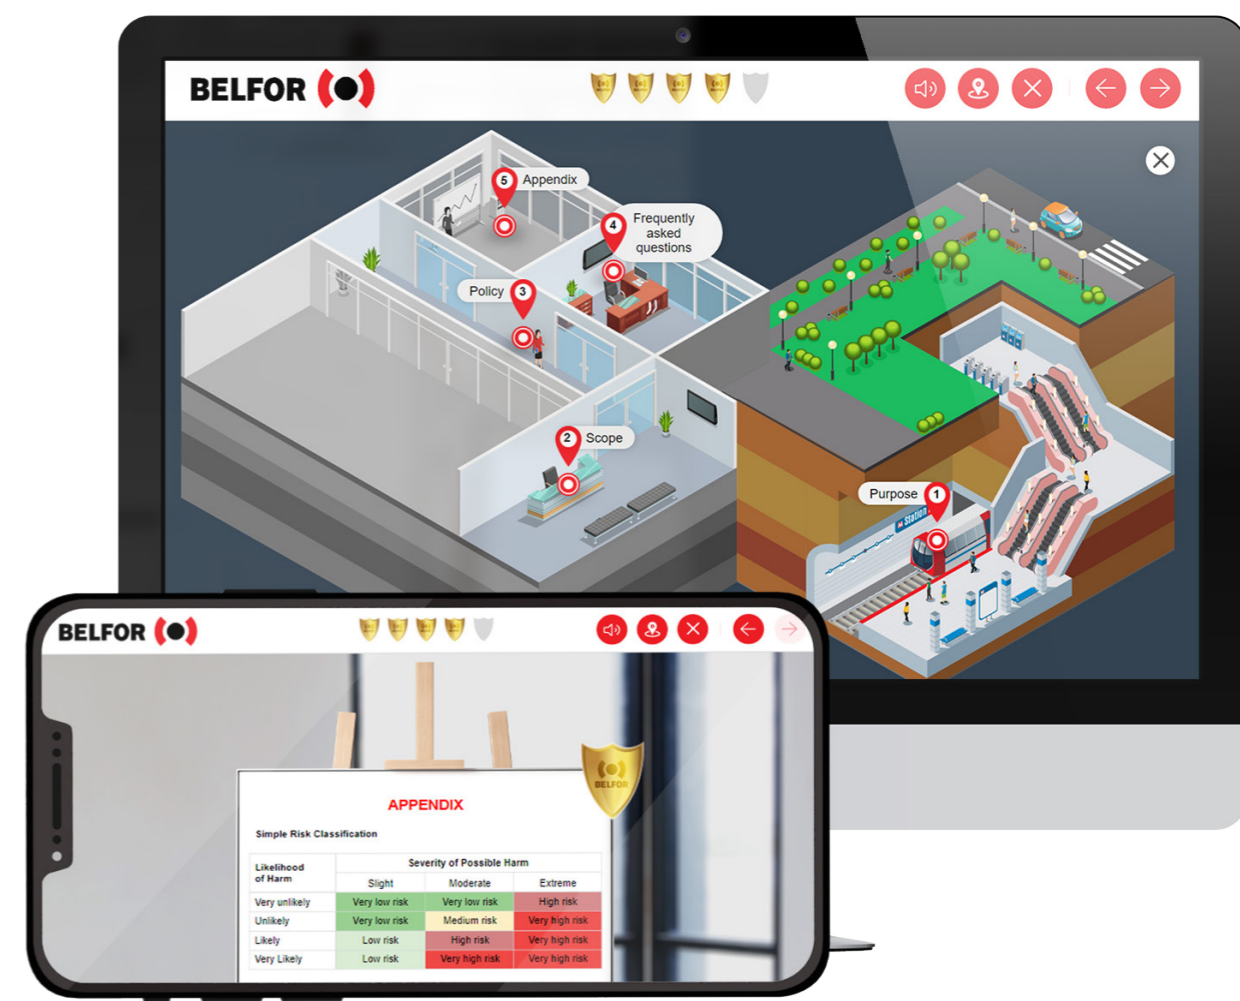 BELFOR
5 Appendix
4 Frequently
asked
questions
Policy 3
2 Scope
Purpose 1
Station
BELFOR
BELFOR
APPENDIX
Simple Risk Classification
Likelihood
of Harm
Severity of Possible Harm
Slight Moderate Extreme
Very unlikely Very low risk Very low risk High risk
Unlikely Very low risk Medium risk Very high risk
Likely Low risk High risk Very high risk
Very Likely Low risk Very high risk Very high risk